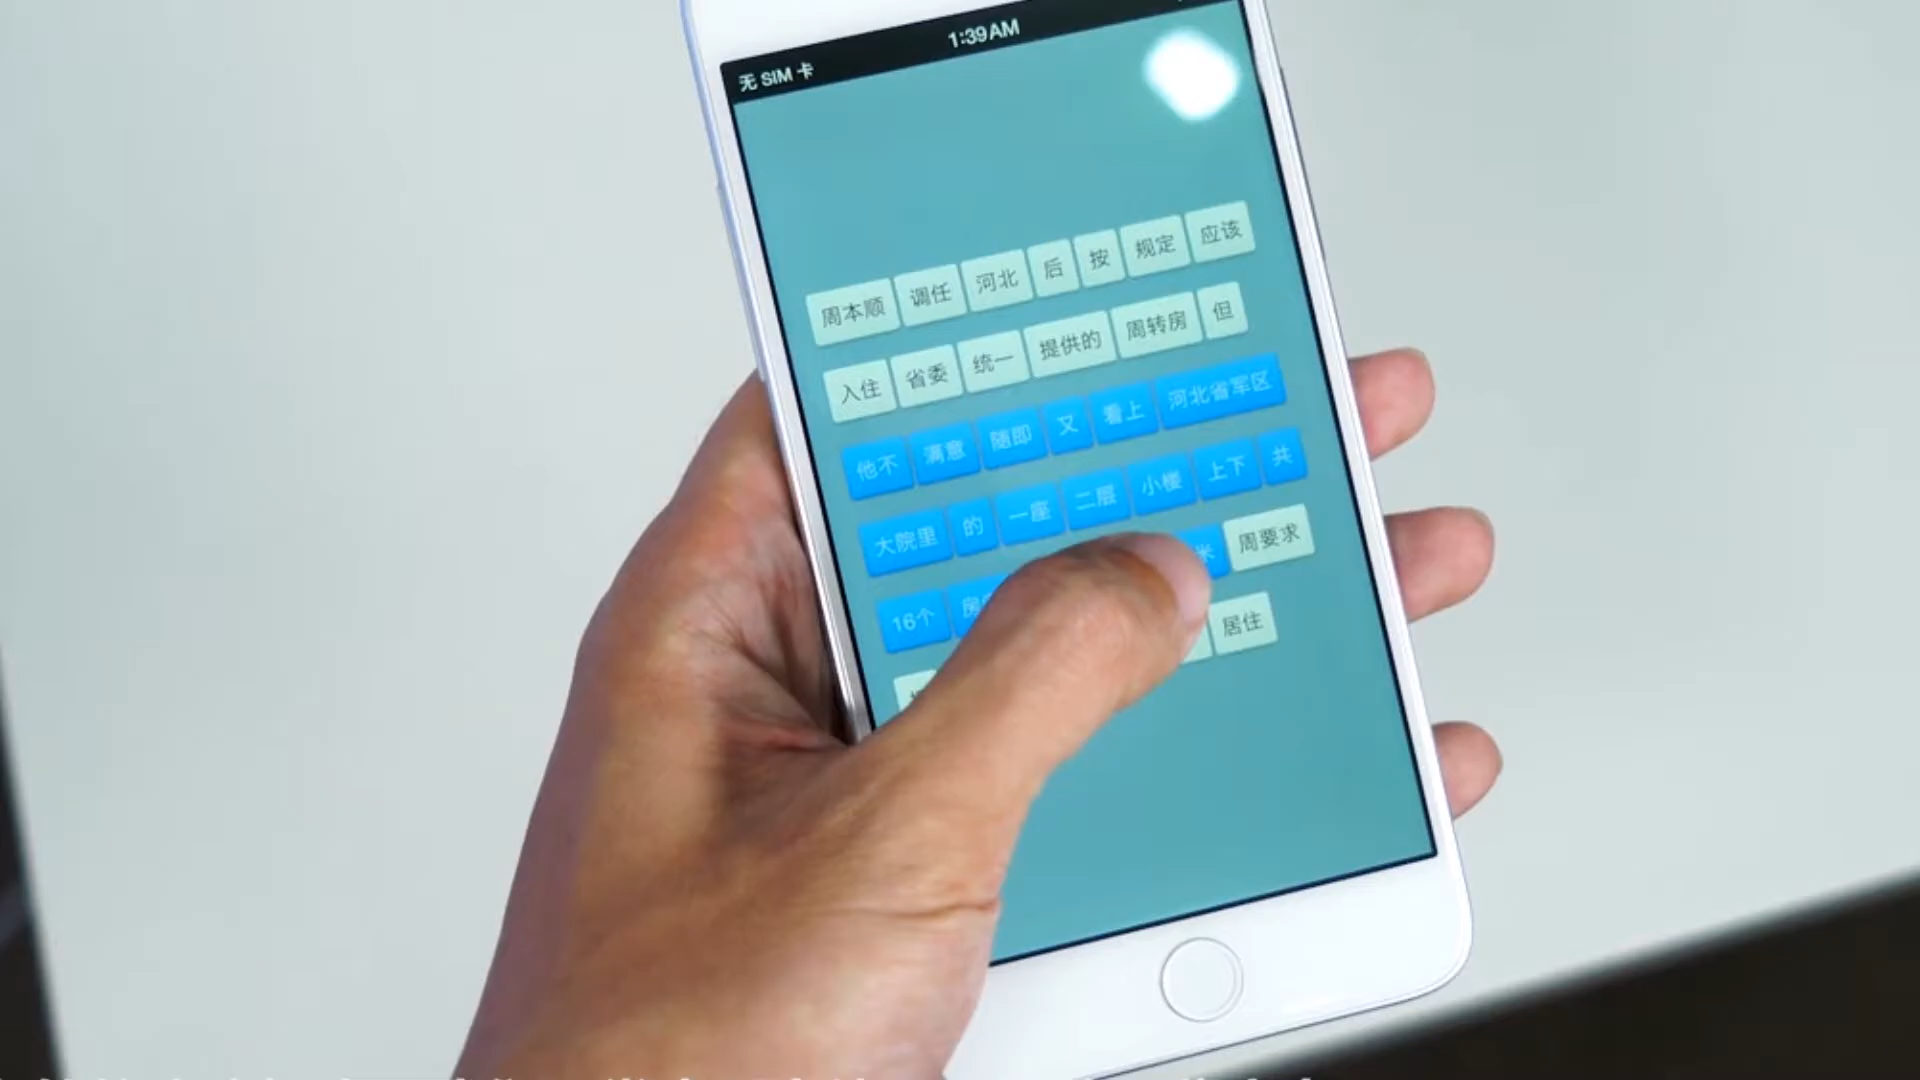 1:39AM
无 SIM 卡
周本顺 调任 河北 后 按 规定 应该
入住 省委 统一 提供的 周转房 但
他不 满意 随即 又 看上 河北省军区
大院里 的 一座 二层 小楼 上下 共
16个 房 米 周要求
居住